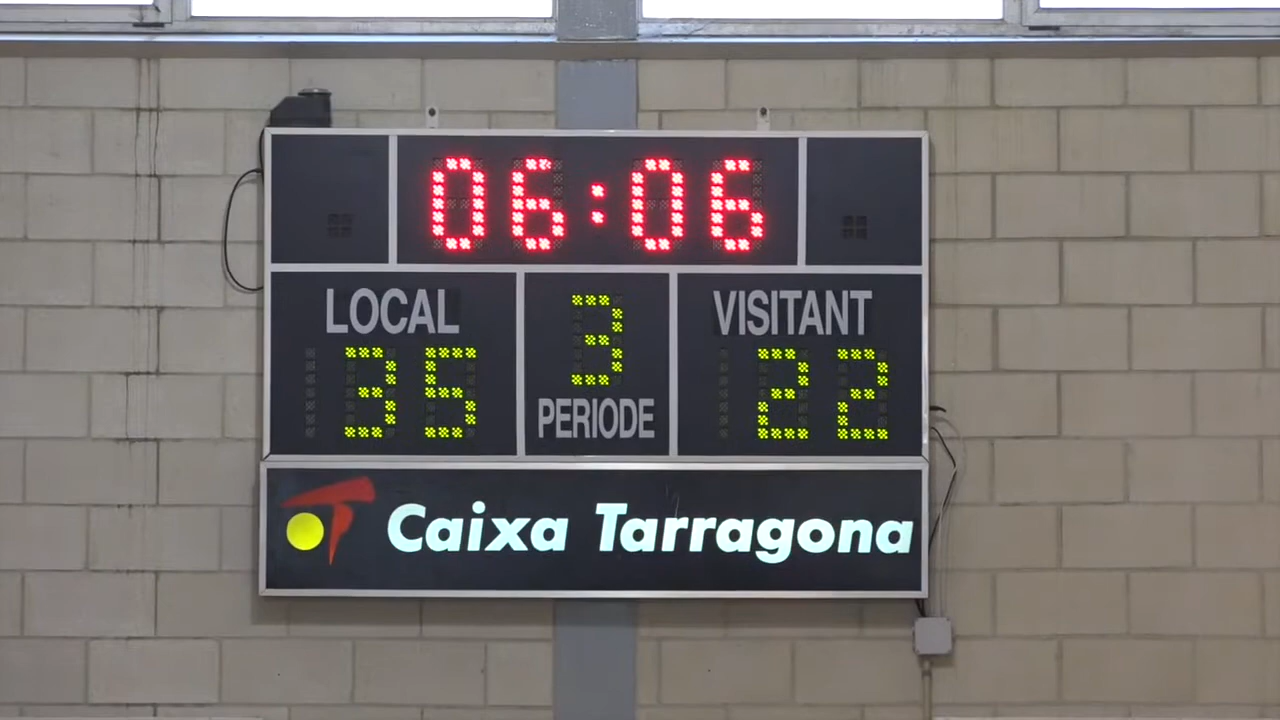 06:06
LOCAL
35
3
PERIODE
VISITANT
22
Caixa Tarragona